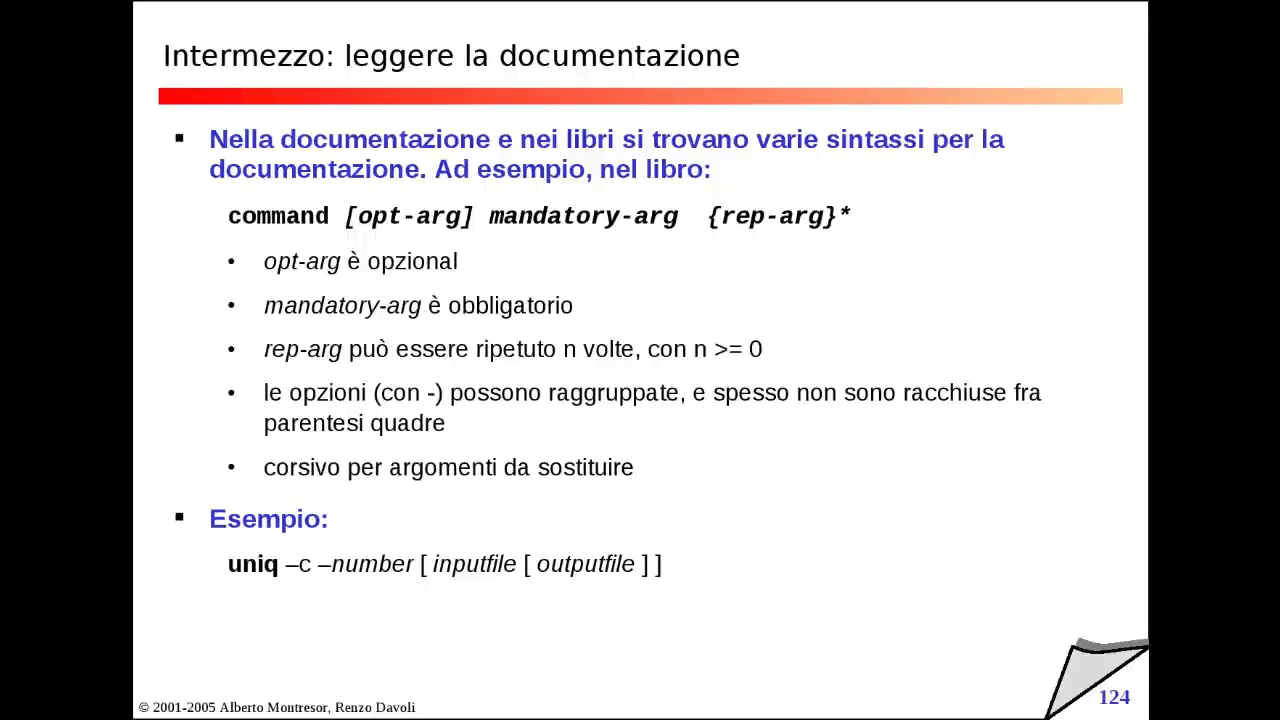 Intermezzo: leggere la documentazione
▪ Nella documentazione e nei libri si trovano varie sintassi per la
documentazione. Ad esempio, nel libro:
command [opt-arg] mandatory-arg {rep-arg}*
• opt-arg è opzional
• mandatory-arg è obbligatorio
• rep-arg può essere ripetuto n volte, con n >= 0
• le opzioni (con -) possono raggruppate, e spesso non sono racchiuse fra
parentesi quadre
• corsivo per argomenti da sostituire
▪ Esempio:
uniq –c –number [ inputfile [ outputfile ] ]
© 2001-2005 Alberto Montresor, Renzo Davoli
124